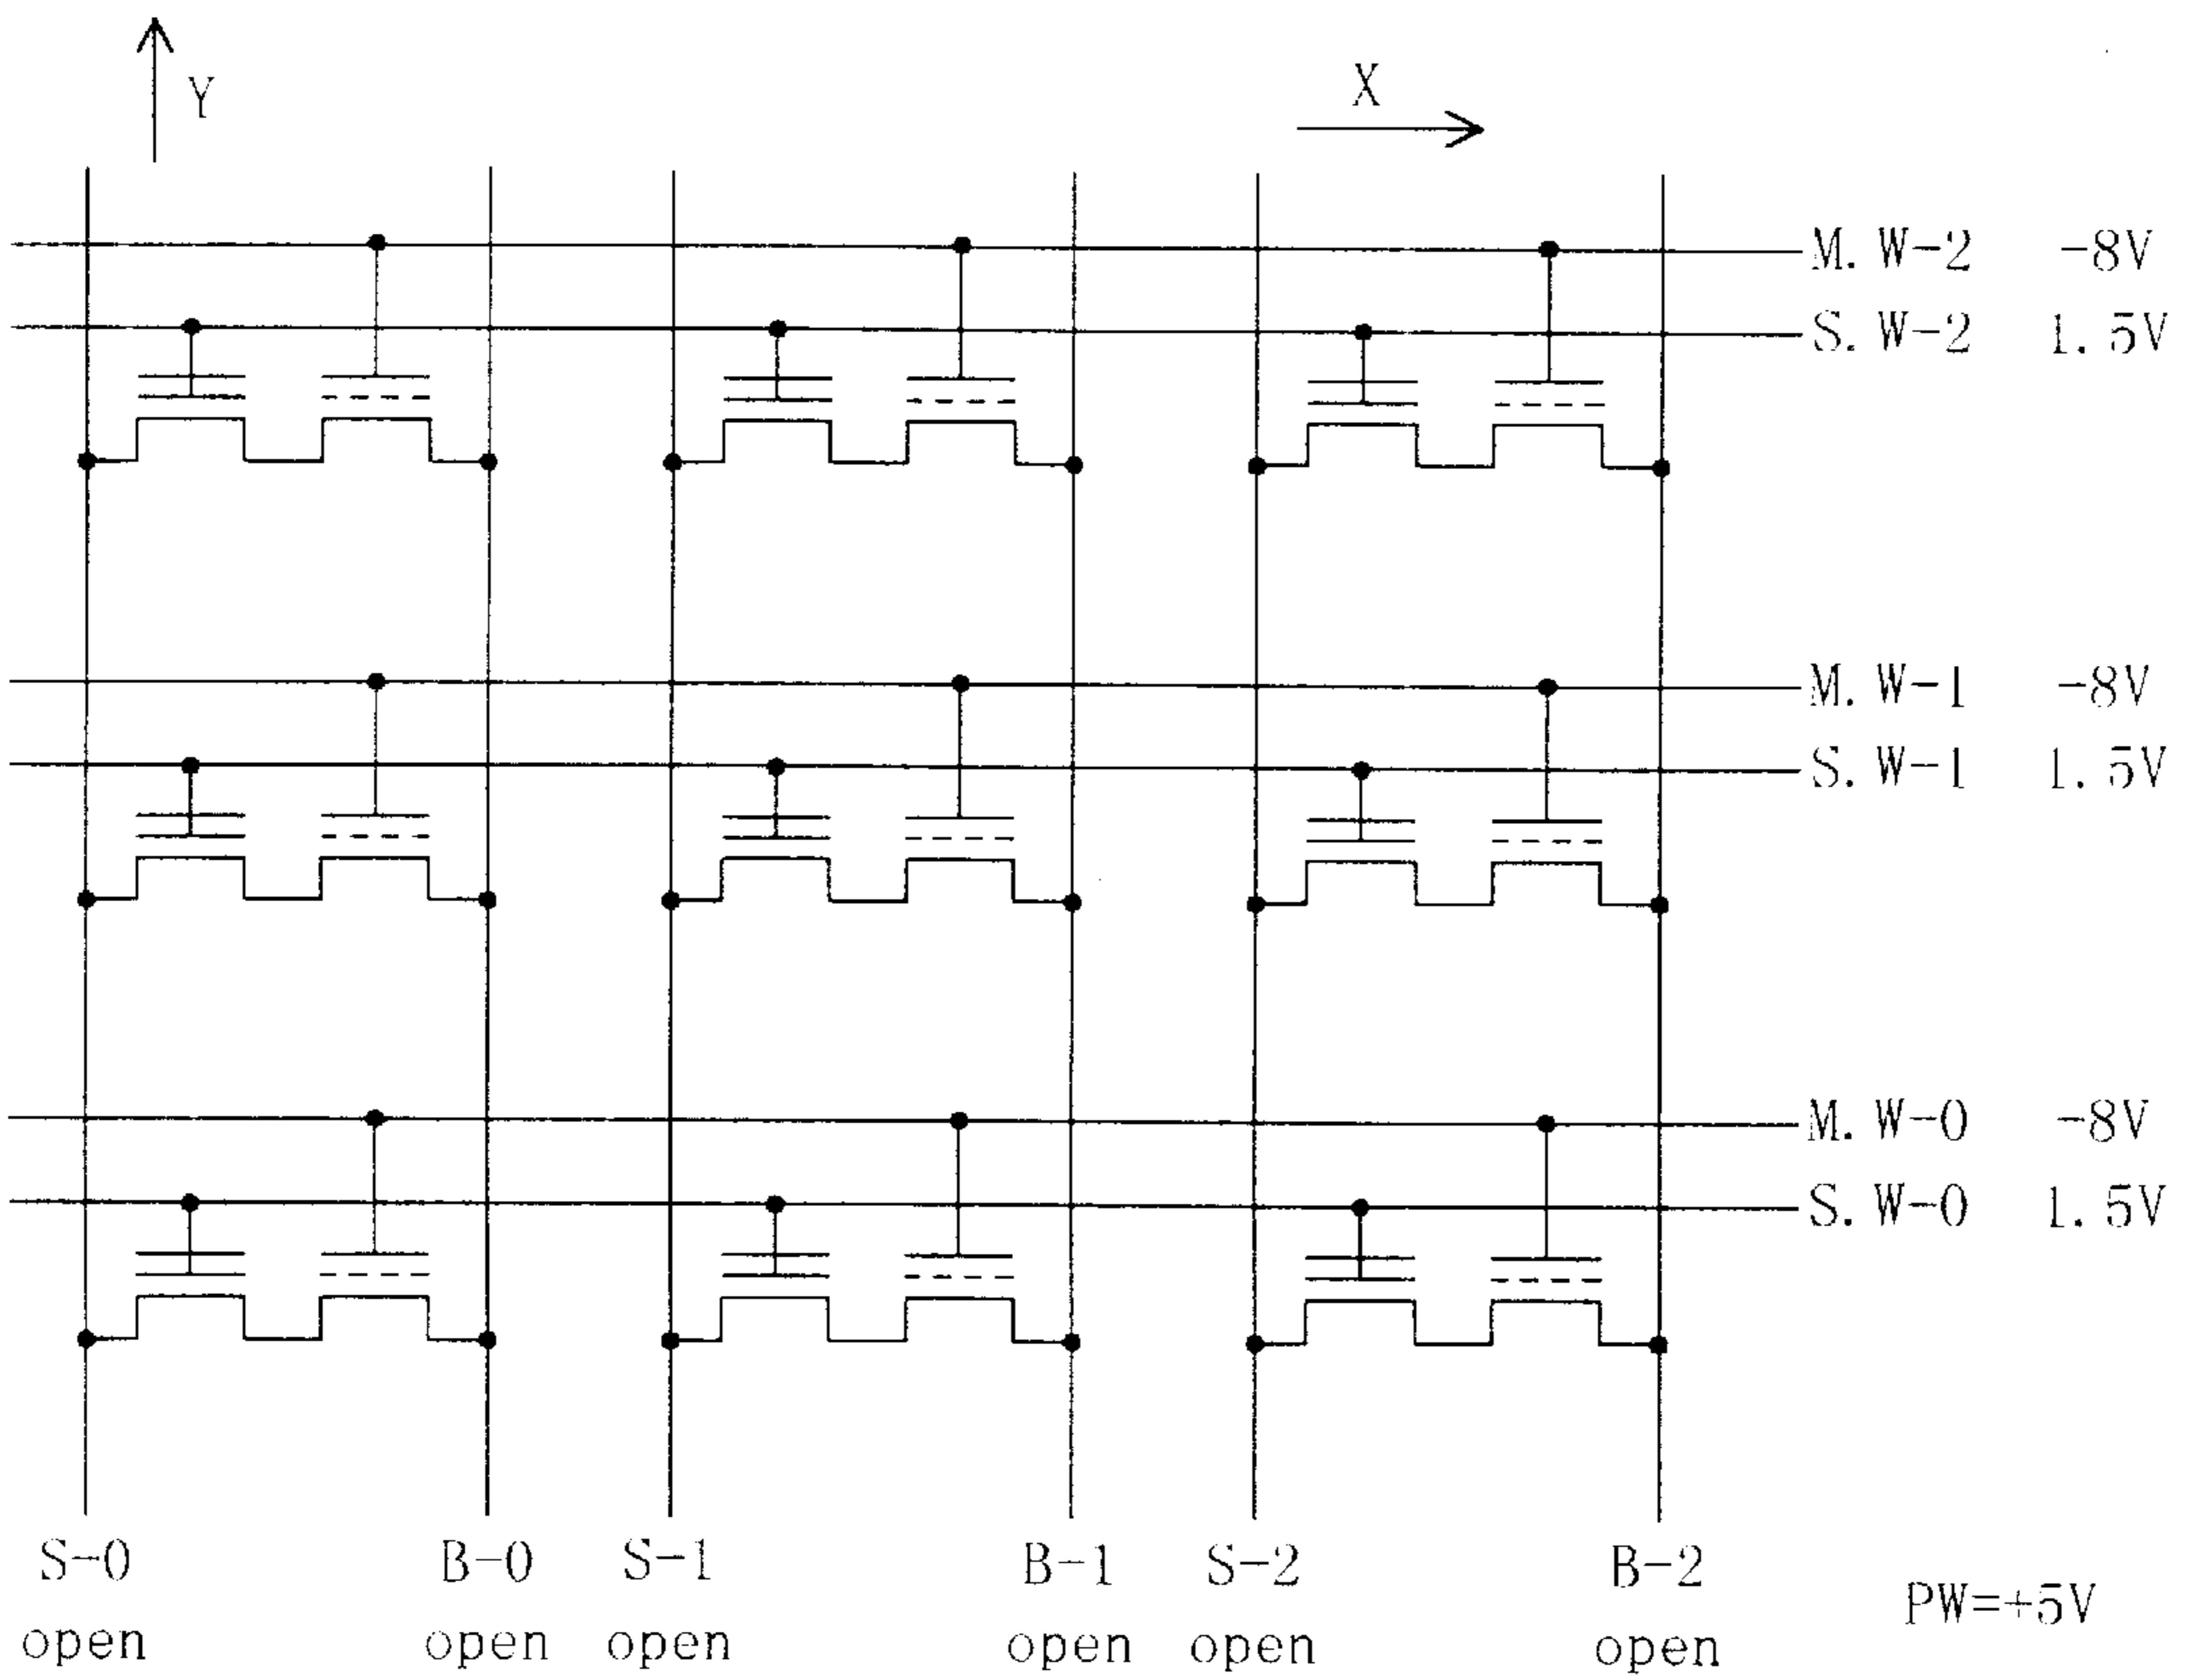 Y
X
M. W-2 -8V
S. W-2 1. 5V
M. W-1 -8V
S. W-1 1. 5V
M. W-0 -8V
S. W-0 1. 5V
S-0 B-0 S-1 B-1 S-2 B-2
open open open open open open
PW=+5V